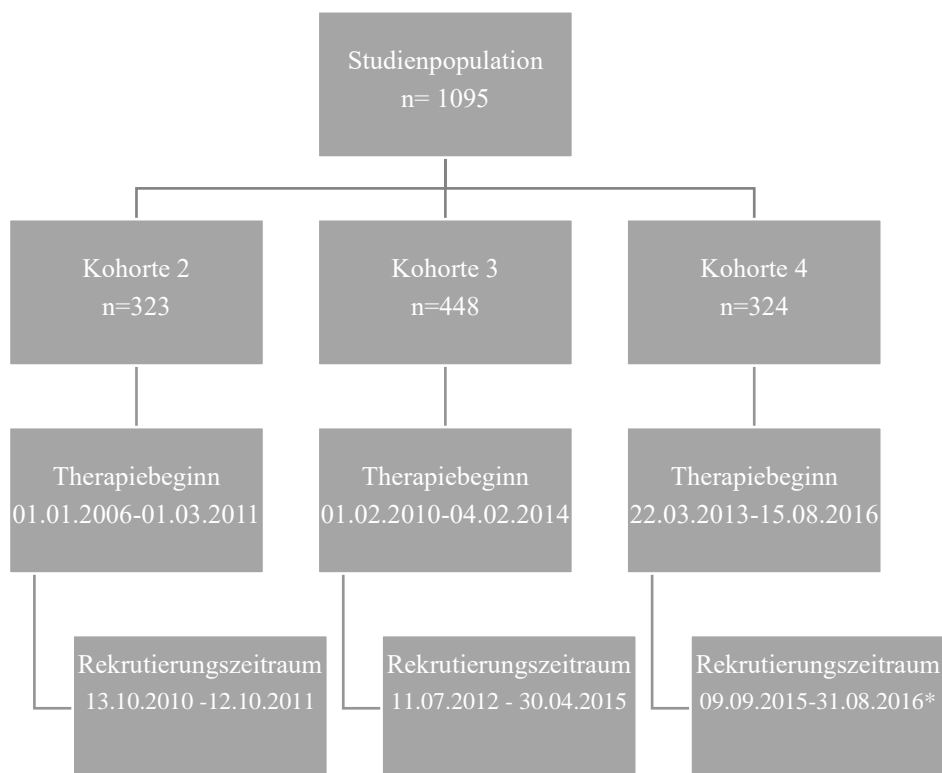 Studienpopulation
n= 1095
Kohorte 2
n=323
Kohorte 3
n=448
Kohorte 4
n=324
Therapiebeginn
01.01.2006-01.03.2011
Therapiebeginn
01.02.2010-04.02.2014
Therapiebeginn
22.03.2013-15.08.2016
Rekrutierungszeitraum
13.10.2010 -12.10.2011
Rekrutierungszeitraum
11.07.2012 - 30.04.2015
Rekrutierungszeitraum
09.09.2015-31.08.2016*